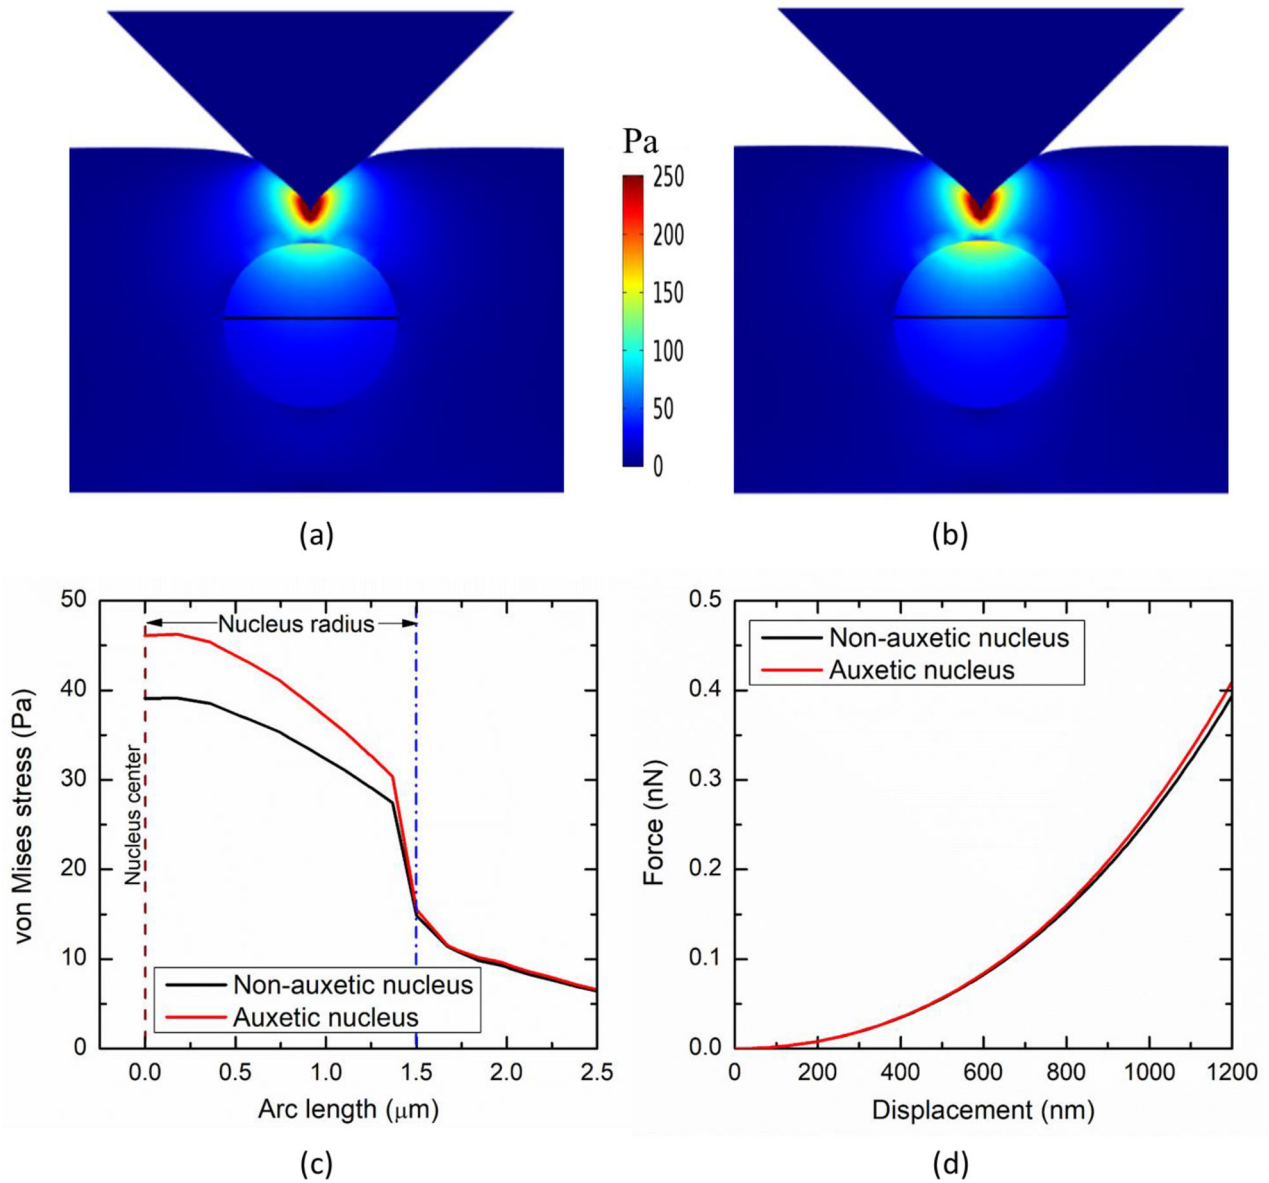 Pa
250
200
150
100
50
0
(a)
(b)
50
40
30
20
10
0
von Mises stress (Pa)
Nucleus radius
Nucleus center
Non-auxetic nucleus
Auxetic nucleus
0.0 0.5 1.0 1.5 2.0 2.5
Arc length (μm)
(c)
0.5
0.4
0.3
0.2
0.1
0.0
Force (nN)
Non-auxetic nucleus
Auxetic nucleus
0 200 400 600 800 1000 1200
Displacement (nm)
(d)